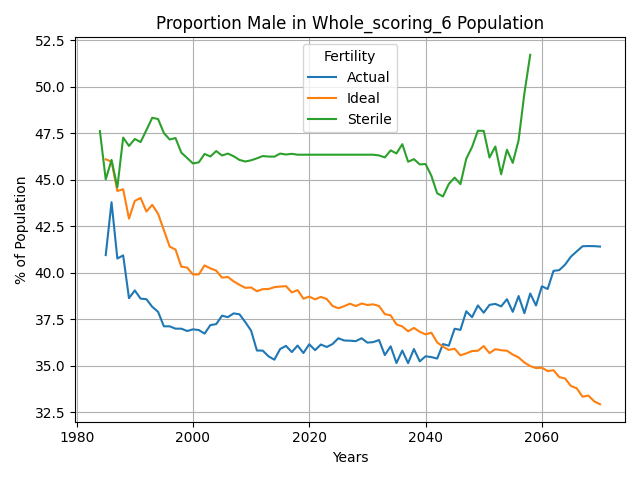 Proportion Male in Whole_scoring_6 Population
Fertility
Actual
Ideal
Sterile
% of Population
52.5
50.0
47.5
45.0
42.5
40.0
37.5
35.0
32.5
1980
2000
2020
2040
2060
Years